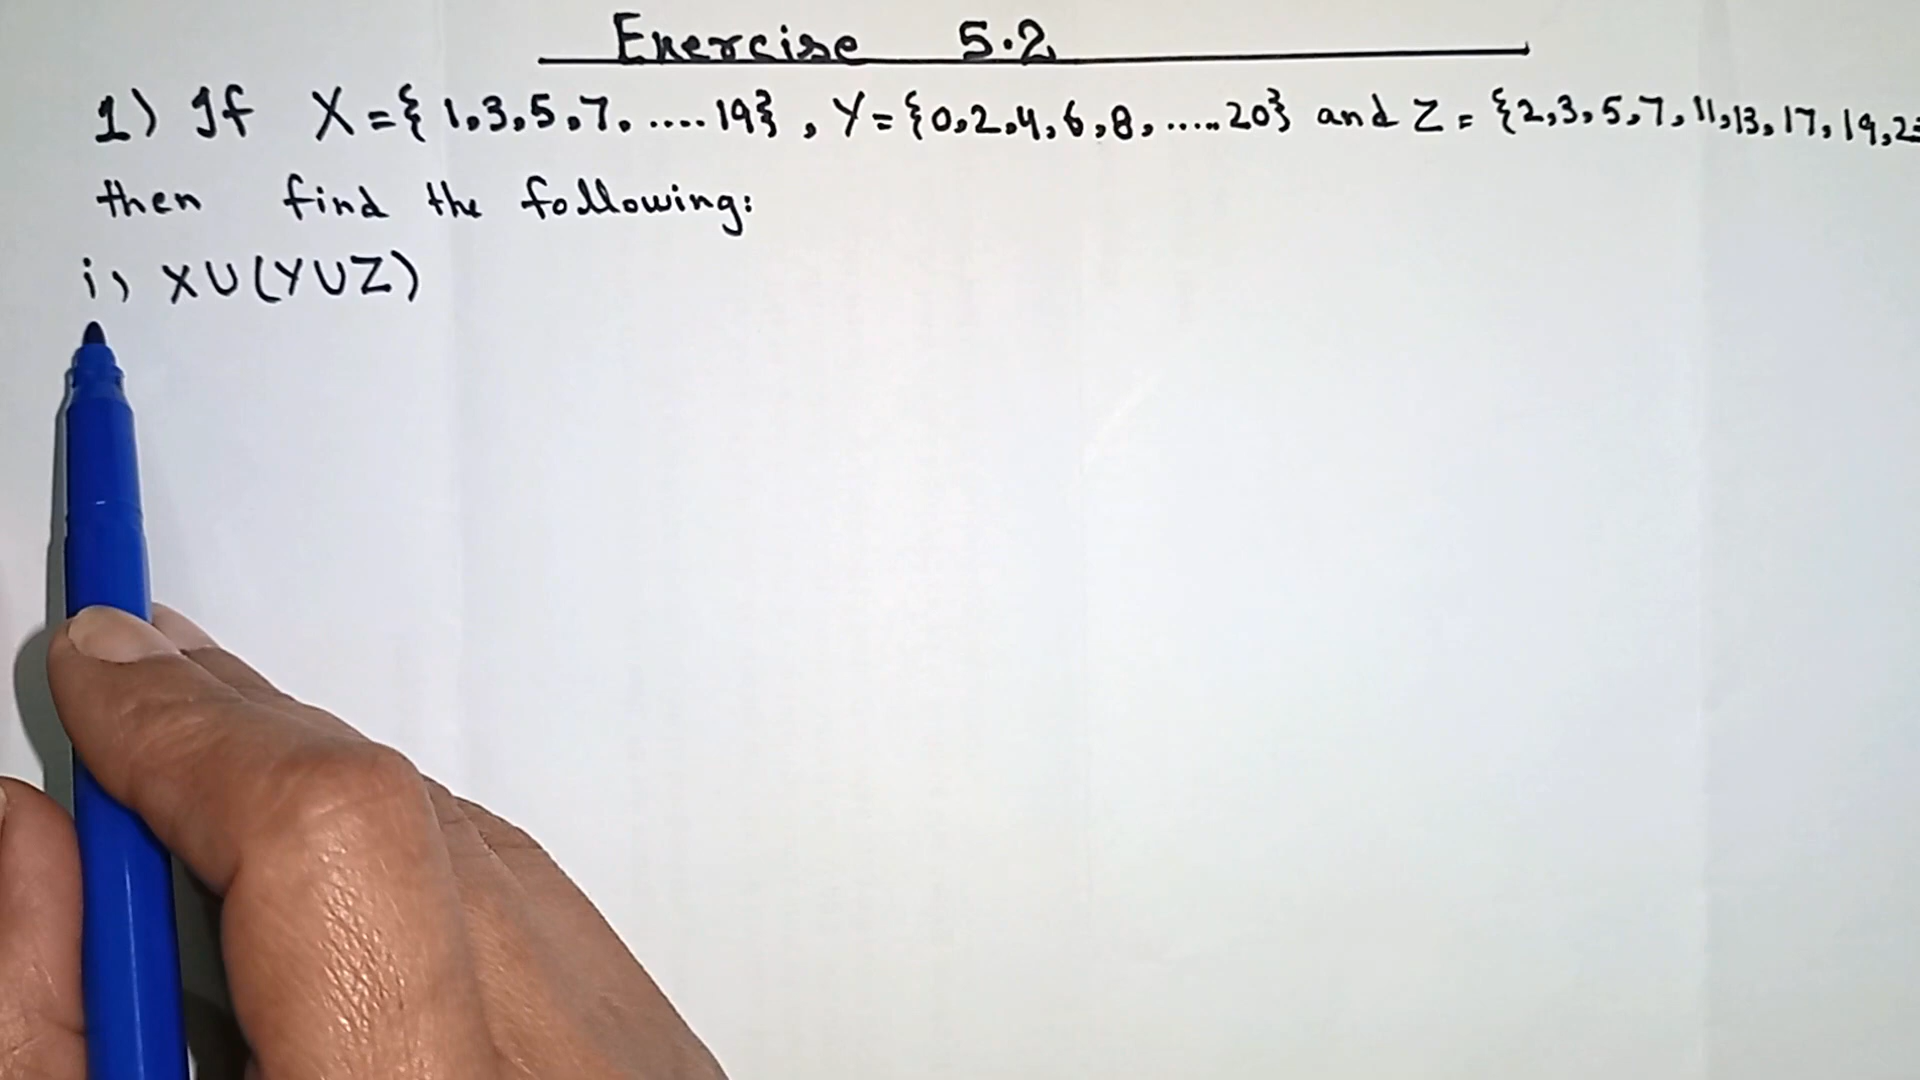 Exercise 5.2
1) If X = { 1,3,5,7, .....19} , Y = {0,2,4,6,8, .....20} and Z = {2,3,5,7,11,13,17,19,
then find the following:
i) X∪(Y∪Z)